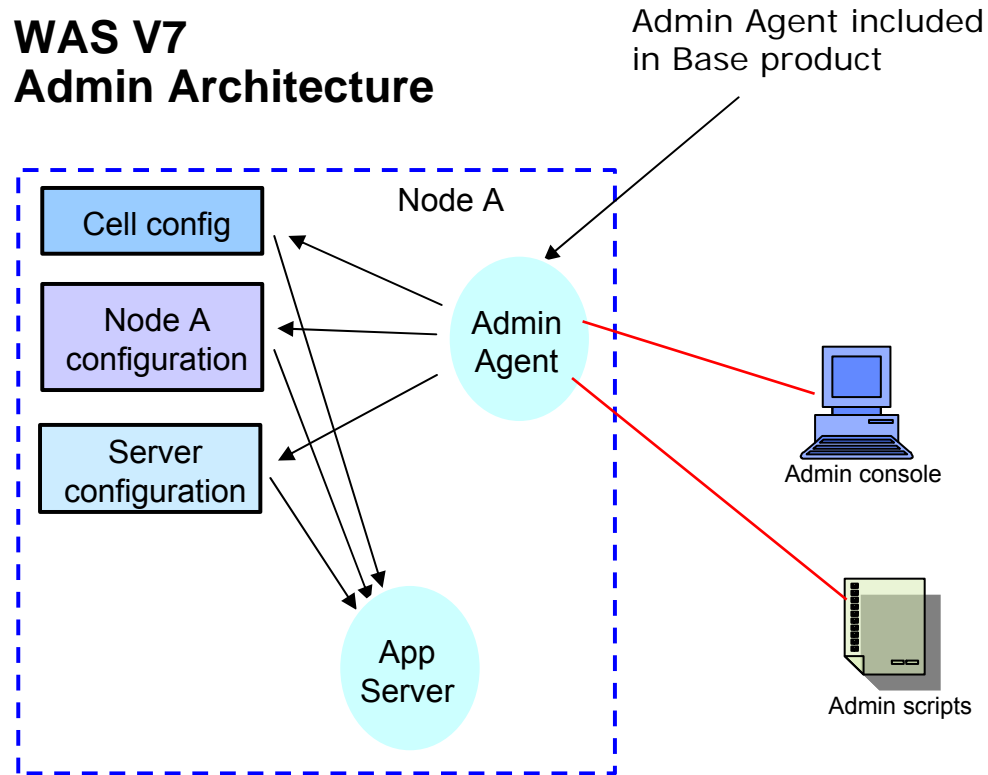 WAS V7
Admin Architecture
Admin Agent included
in Base product
Node A
Cell config
Node A
configuration
Server
configuration
Admin
Agent
App
Server
Admin console
Admin scripts